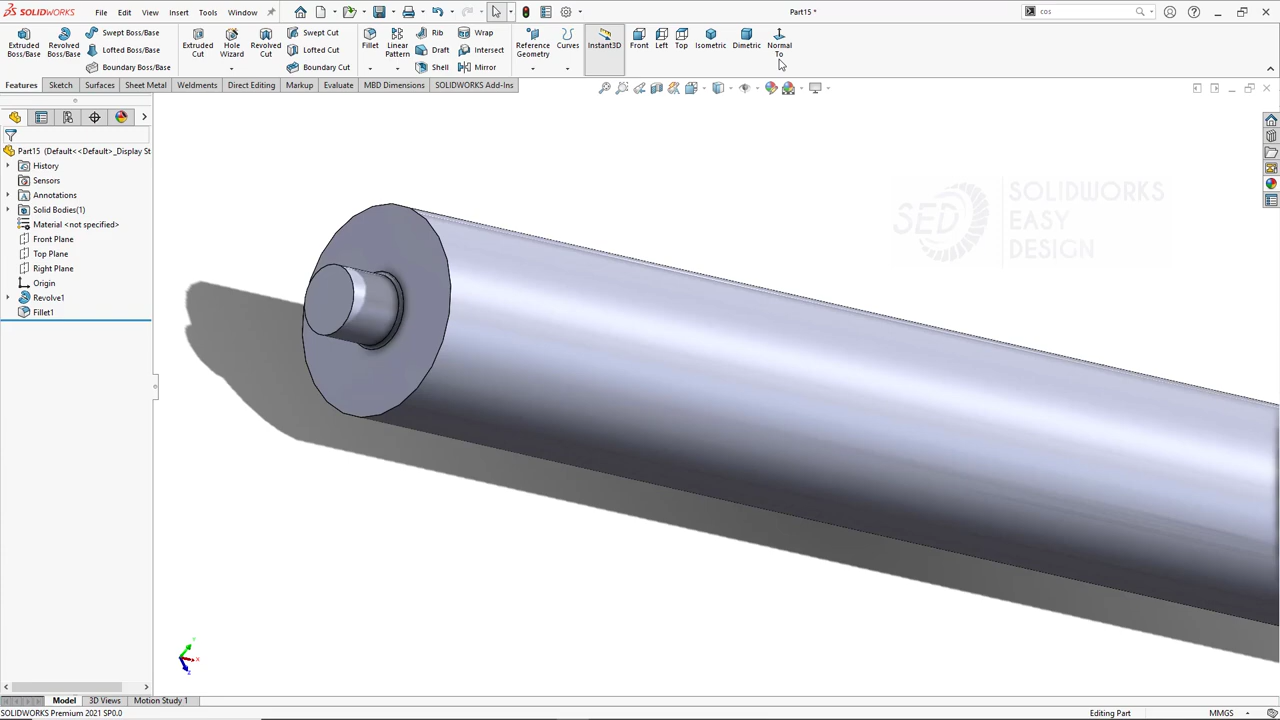 SOLIDWORKS File Edit View Insert Tools Window Part15 * cos
Extruded Boss/Base Revolved Boss/Base Swept Boss/Base Lofted Boss/Base Boundary Boss/Base Extruded Cut Hole Wizard Revolved Cut Swept Cut Lofted Cut Boundary Cut Fillet Linear Pattern Rib Draft Shell Wrap Intersect Mirror Reference Geometry Curves Instant3D Front Left Top Isometric Dimetric Normal To
Features Sketch Surfaces Sheet Metal Weldments Direct Editing Markup Evaluate MBD Dimensions SOLIDWORKS Add-Ins
Part15 (Default<<Default>_Display St
History
Sensors
Annotations
Solid Bodies(1)
Material <not specified>
Front Plane
Top Plane
Right Plane
Origin
Revolve1
Fillet1
SED SOLIDWORKS
EASY
DESIGN
Y
X
Z
Model 3D Views Motion Study 1
SOLIDWORKS Premium 2021 SP0.0 Editing Part MMGS